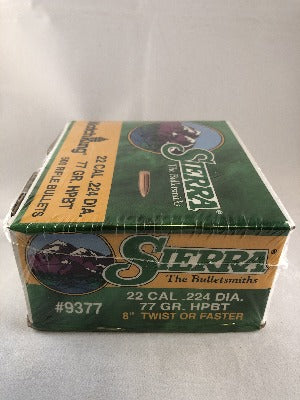 MatchKing
22 CAL .224 DIA.
77 GR. HPBT
500 RIFLE BULLETS
SIERRA®
The Bulletsmiths
SIERRA®
The Bulletsmiths
#9377
22 CAL .224 DIA.
77 GR. HPBT
8" TWIST OR FASTER